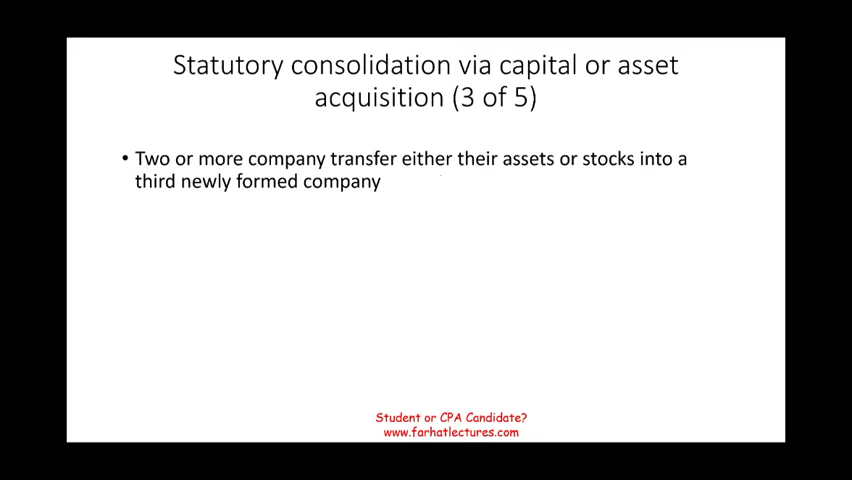 Statutory consolidation via capital or asset
acquisition (3 of 5)
• Two or more company transfer either their assets or stocks into a
third newly formed company
Student or CPA Candidate?
www.farhatlectures.com